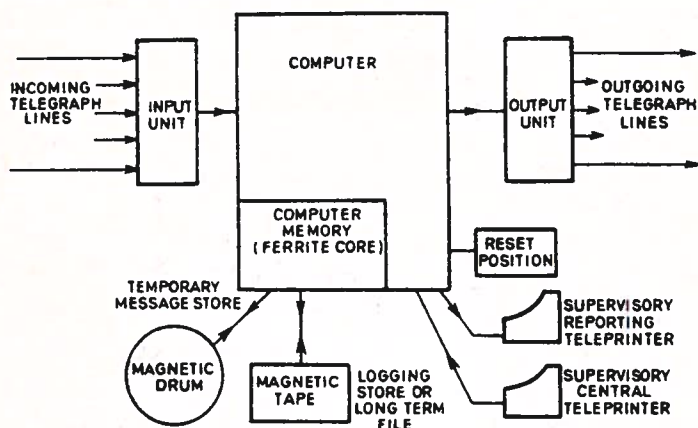 INCOMING
TELEGRAPH
LINES
INPUT
UNIT
COMPUTER
OUTPUT
UNIT
OUTGOING
TELEGRAPH
LINES
COMPUTER
MEMORY
(FERRITE CORE)
RESET
POSITION
TEMPORARY
MESSAGE STORE
MAGNETIC
DRUM
MAGNETIC
TAPE
LOGGING
STORE OR
LONG TERM
FILE
SUPERVISORY
REPORTING
TELEPRINTER
SUPERVISORY
CENTRAL
TELEPRINTER